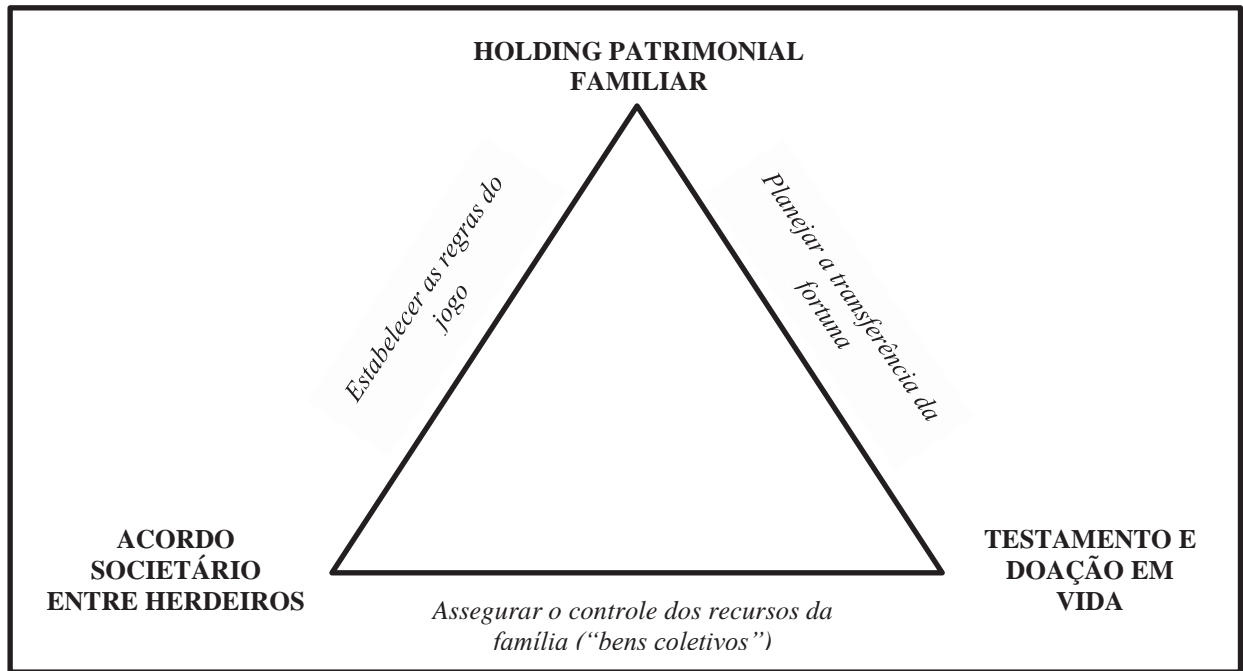 HOLDING PATRIMONIAL
FAMILIAR
Estabelecer as regras do
jogo
Planejar a transferência da
fortuna
ACORDO
SOCIETÁRIO
ENTRE HERDEIROS
TESTAMENTO E
DOAÇÃO EM
VIDA
Assegurar o controle dos recursos da
família (“bens coletivos”)